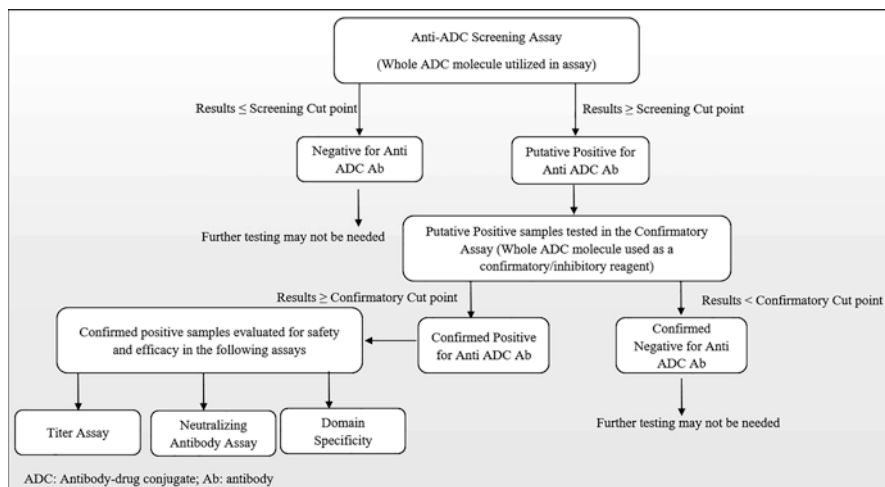 Anti-ADC Screening Assay
(Whole ADC molecule utilized in assay)
Results ≤ Screening Cut point
Results ≥ Screening Cut point
Negative for Anti
ADC Ab
Putative Positive for
Anti ADC Ab
Further testing may not be needed
Putative Positive samples tested in the Confirmatory
Assay (Whole ADC molecule used as a
confirmatory/inhibitory reagent)
Results ≥ Confirmatory Cut point
Results < Confirmatory Cut point
Confirmed positive samples evaluated for safety
and efficacy in the following assays
Confirmed Positive
for Anti ADC Ab
Confirmed
Negative for Anti
ADC Ab
Titer Assay
Neutralizing
Antibody Assay
Domain
Specificity
Further testing may not be needed
ADC: Antibody-drug conjugate; Ab: antibody